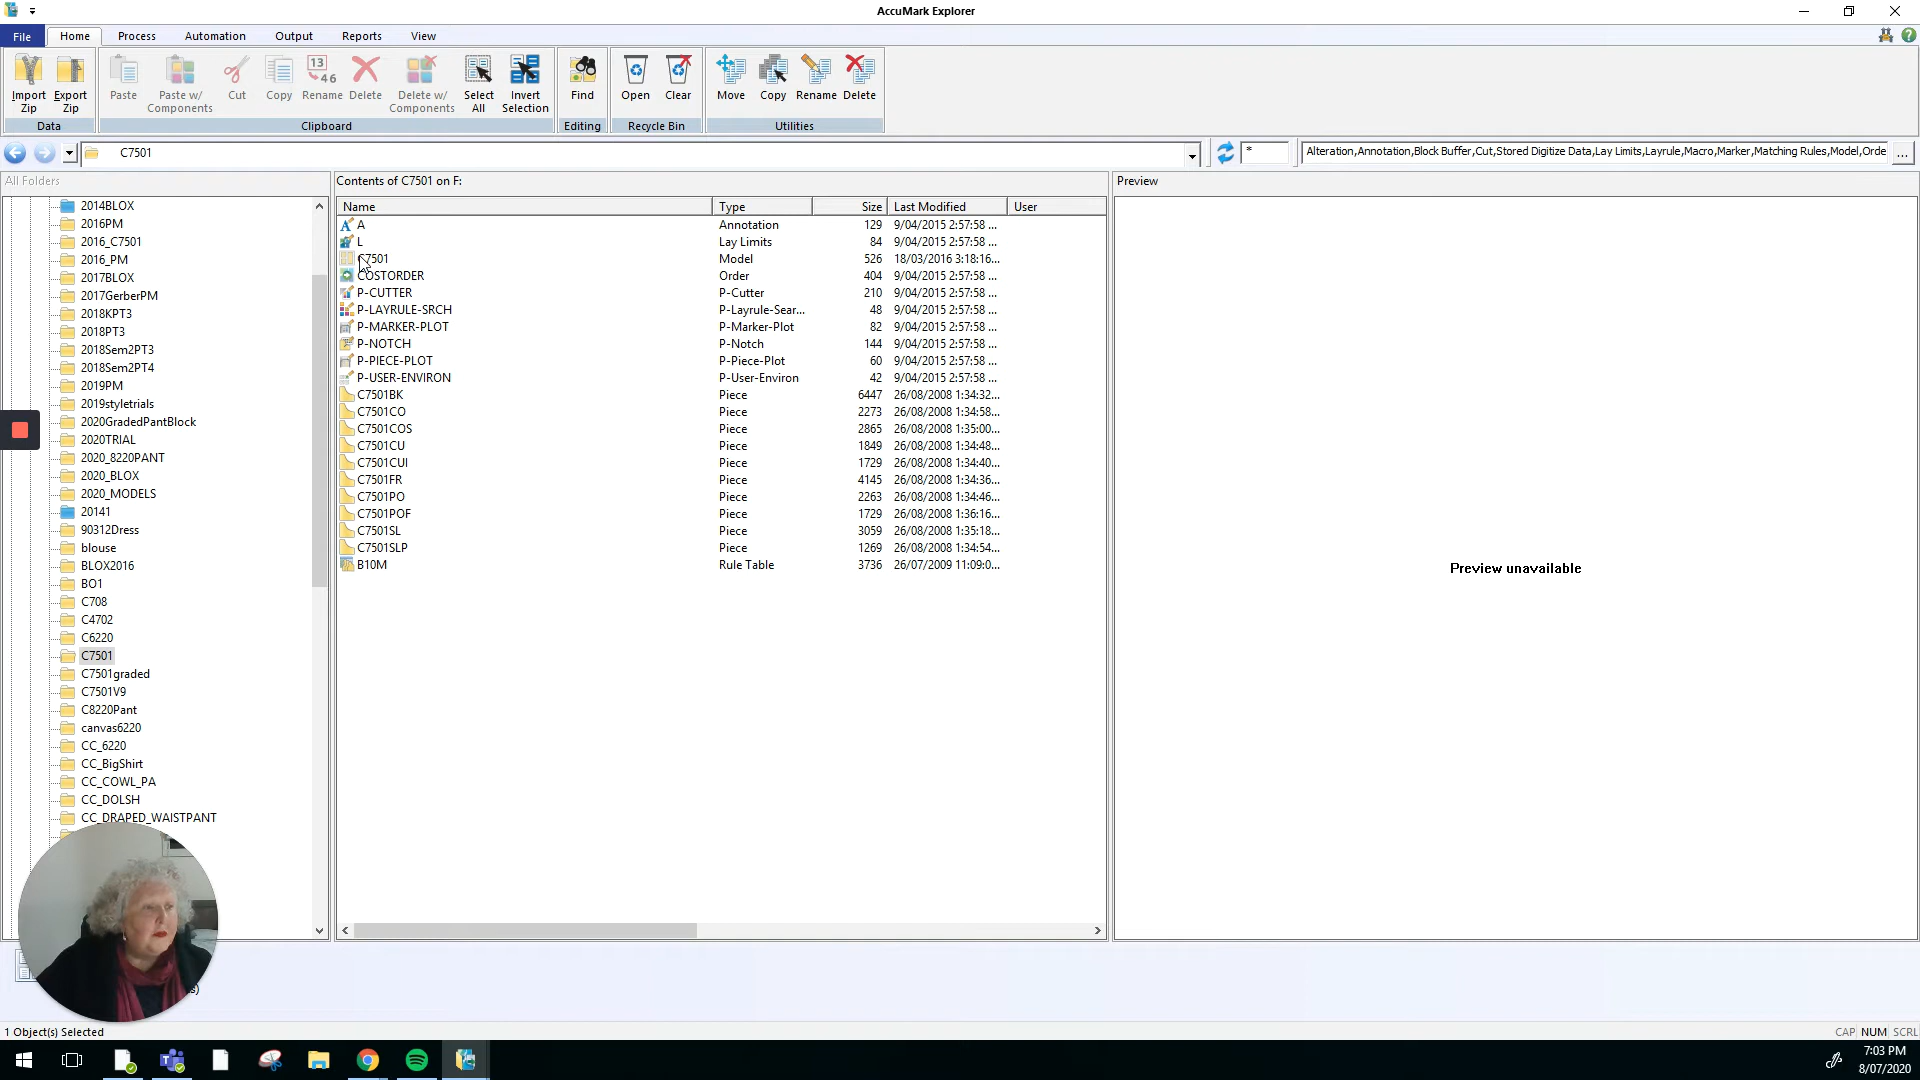 AccuMark Explorer
File Home Process Automation Output Reports View
Import Zip Export Zip Paste Paste w/ Components Cut Copy Rename Delete Delete w/ Components Select All Invert Selection Find Open Clear Move Copy Rename Delete
Data Clipboard Editing Recycle Bin Utilities
C7501 * Alteration,Annotation,Block Buffer,Cut,Stored Digitize Data,Lay Limits,Layrule,Macro,Marker,Matching Rules,Model,Orde ...
All Folders
2014BLOX
2016PM
2016_C7501
2016_PM
2017BLOX
2017GerberPM
2018KPT3
2018PT3
2018Sem2PT3
2018Sem2PT4
2019PM
2019styletrials
2020GradedPantBlock
2020TRIAL
2020_8220PANT
2020_BLOX
2020_MODELS
20141
90312Dress
blouse
BLOX2016
BO1
C708
C4702
C6220
C7501
C7501graded
C7501V9
C8220Pant
canvas6220
CC_6220
CC_BigShirt
CC_COWL_PA
CC_DOLSH
CC_DRAPED_WAISTPANT
Contents of C7501 on F:
Name Type Size Last Modified User
A Annotation 129 9/04/2015 2:57:58 ...
L Lay Limits 84 9/04/2015 2:57:58 ...
C7501 Model 526 18/03/2016 3:18:16...
COSTORDER Order 404 9/04/2015 2:57:58 ...
P-CUTTER P-Cutter 210 9/04/2015 2:57:58 ...
P-LAYRULE-SRCH P-Layrule-Sear... 48 9/04/2015 2:57:58 ...
P-MARKER-PLOT P-Marker-Plot 82 9/04/2015 2:57:58 ...
P-NOTCH P-Notch 144 9/04/2015 2:57:58 ...
P-PIECE-PLOT P-Piece-Plot 60 9/04/2015 2:57:58 ...
P-USER-ENVIRON P-User-Environ 42 9/04/2015 2:57:58 ...
C7501BK Piece 6447 26/08/2008 1:34:32...
C7501CO Piece 2273 26/08/2008 1:34:58...
C7501COS Piece 2865 26/08/2008 1:35:00...
C7501CU Piece 1849 26/08/2008 1:34:48...
C7501CUI Piece 1729 26/08/2008 1:34:40...
C7501FR Piece 4145 26/08/2008 1:34:36...
C7501PO Piece 2263 26/08/2008 1:34:46...
C7501POF Piece 1729 26/08/2008 1:36:16...
C7501SL Piece 3059 26/08/2008 1:35:18...
C7501SLP Piece 1269 26/08/2008 1:34:54...
B10M Rule Table 3736 26/07/2009 11:09:0...
Preview
Preview unavailable
1 Object(s) Selected
CAP NUM SCRL
7:03 PM
8/07/2020